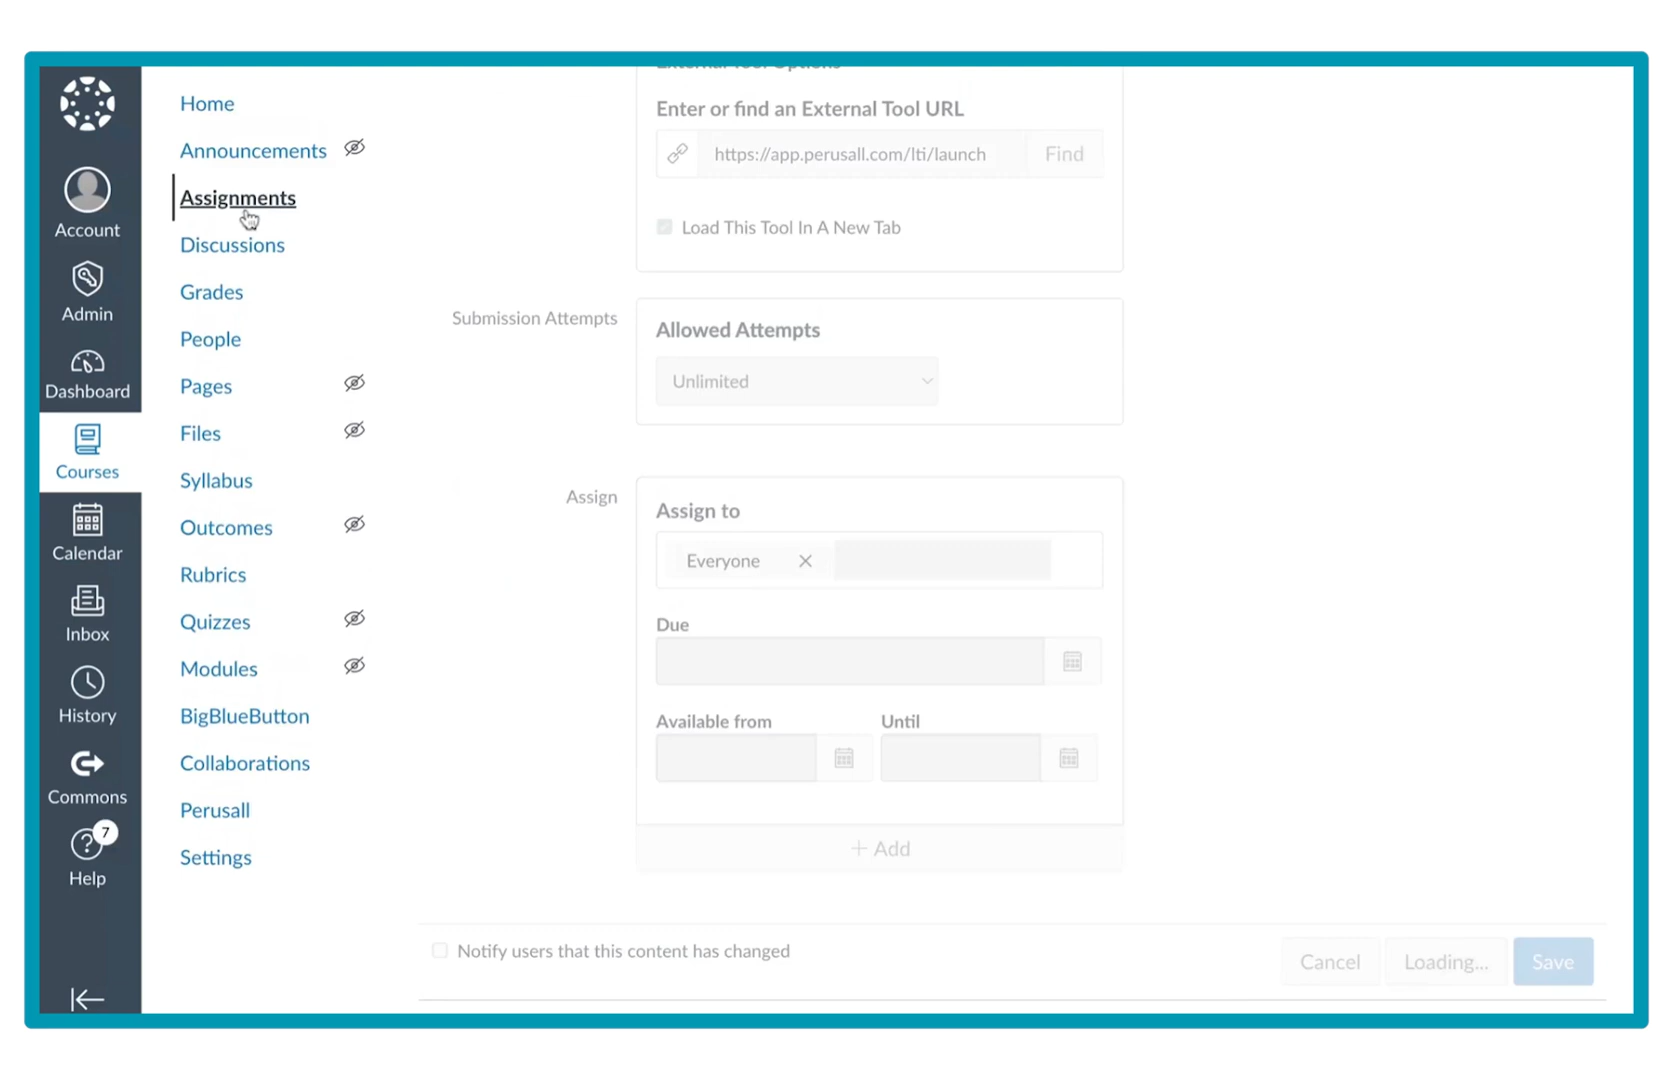 Account
Admin
Dashboard
Courses
Calendar
Inbox
History
Commons
7
Help
Home
Announcements
Assignments
Discussions
Grades
People
Pages
Files
Syllabus
Outcomes
Rubrics
Quizzes
Modules
BigBlueButton
Collaborations
Perusall
Settings
External Tool Options
Enter or find an External Tool URL
https://app.perusall.com/lti/launch Find
Load This Tool In A New Tab
Submission Attempts
Allowed Attempts
Unlimited
Assign
Assign to
Everyone
Due
Available from Until
+ Add
Notify users that this content has changed
Cancel Loading... Save